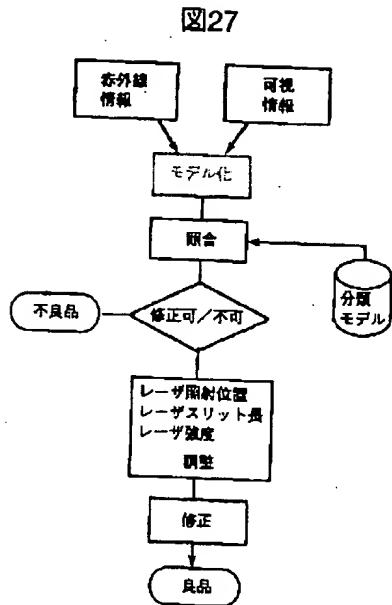 図27
赤外線
情報
可視
情報
モデル化
照合
分類
モデル
不良品
修正可/不可
レーザ照射位置
レーザスリット長
レーザ強度
調整
修正
良品